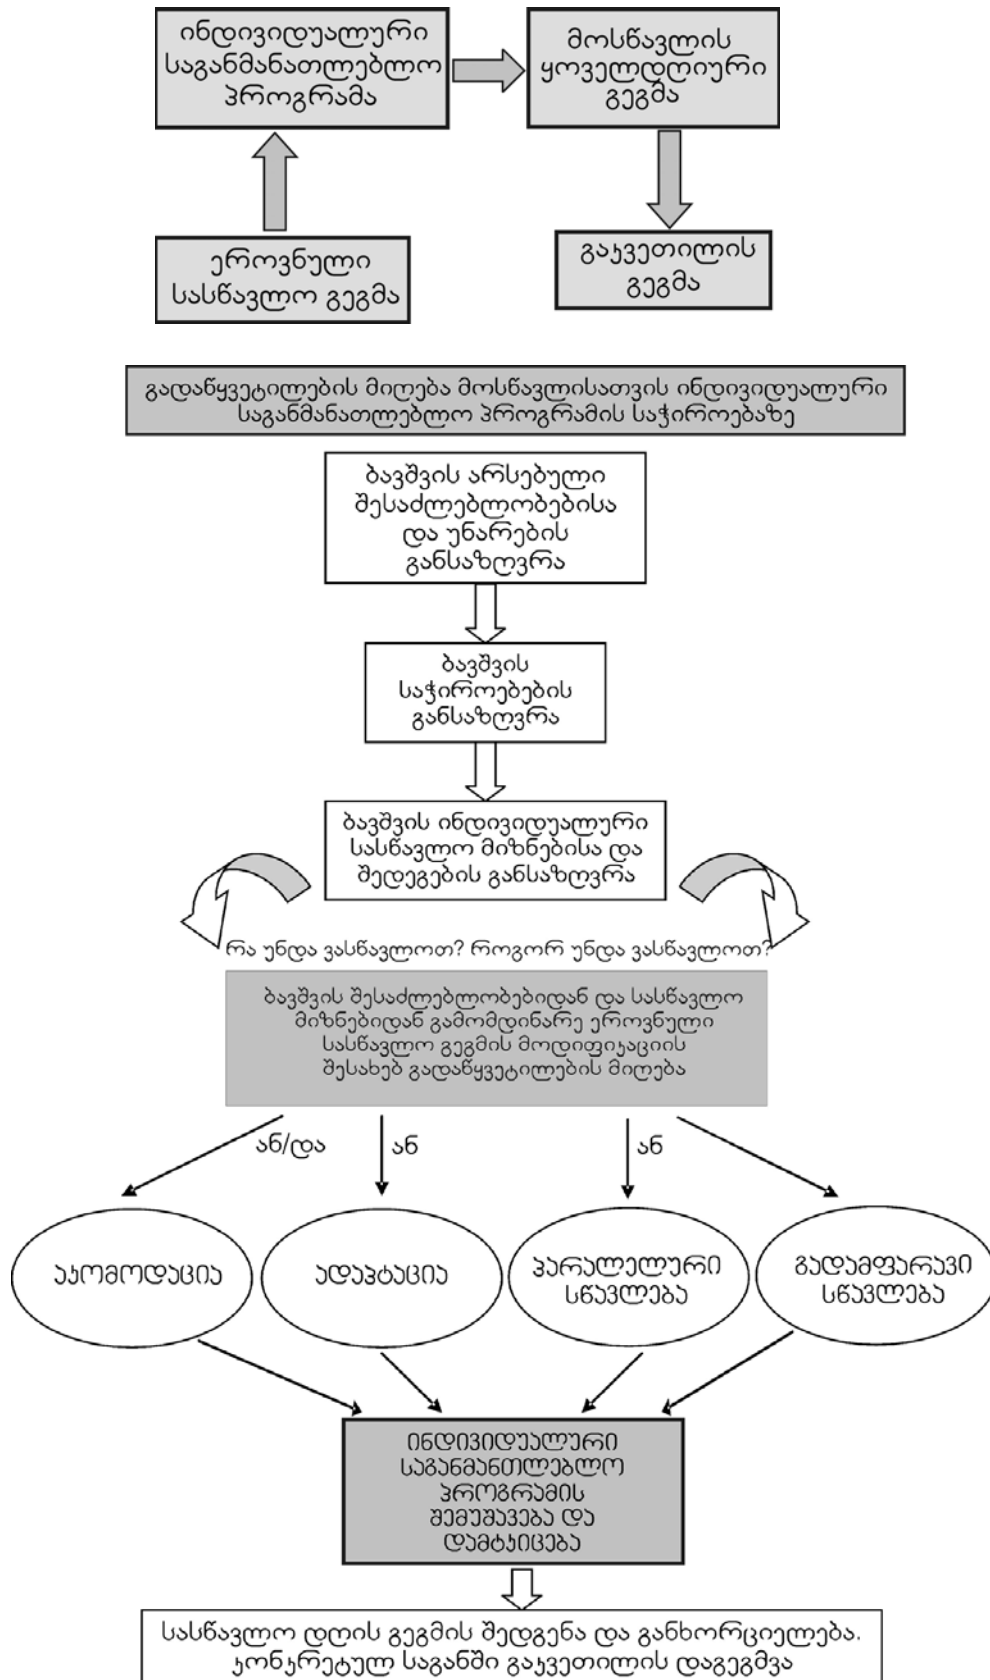 ინდივიდუალური
საგანმანათლებლო
პროგრამა
მოსწავლის
ყოველდღიური
გეგმა
ეროვნული
სასწავლო გეგმა
გაკვეთილის
გეგმა
გადაწყვეტილების მიღება მოსწავლისათვის ინდივიდუალური
საგანმანათლებლო პროგრამის საჭიროებაზე
ბავშვის არსებული
შესაძლებლობებისა
და უნარების
განსაზღვრა
ბავშვის
საჭიროებების
განსაზღვრა
ბავშვის ინდივიდუალური
სასწავლო მიზნებისა და
შედეგების განსაზღვრა
რა უნდა ვასწავლოთ? როგორ უნდა ვასწავლოთ?
ბავშვის შესაძლებლობებიდან და სასწავლო
მიზნებიდან გამომდინარე ეროვნული
სასწავლო გეგმის მოდიფიკაციის
შესახებ გადაწყვეტილების მიღება
ან/და
ან
ან
აკომოდაცია
ადაპტაცია
პარალელური
სწავლება
გადამფარავი
სწავლება
ინდივიდუალური
საგანმანთლებლო
პროგრამის
შემუშავება და
დამტკიცება
სასწავლო დღის გეგმის შედგენა და განხორციელება.
კონკრეტულ საგანში გაკვეთილის დაგეგმვა